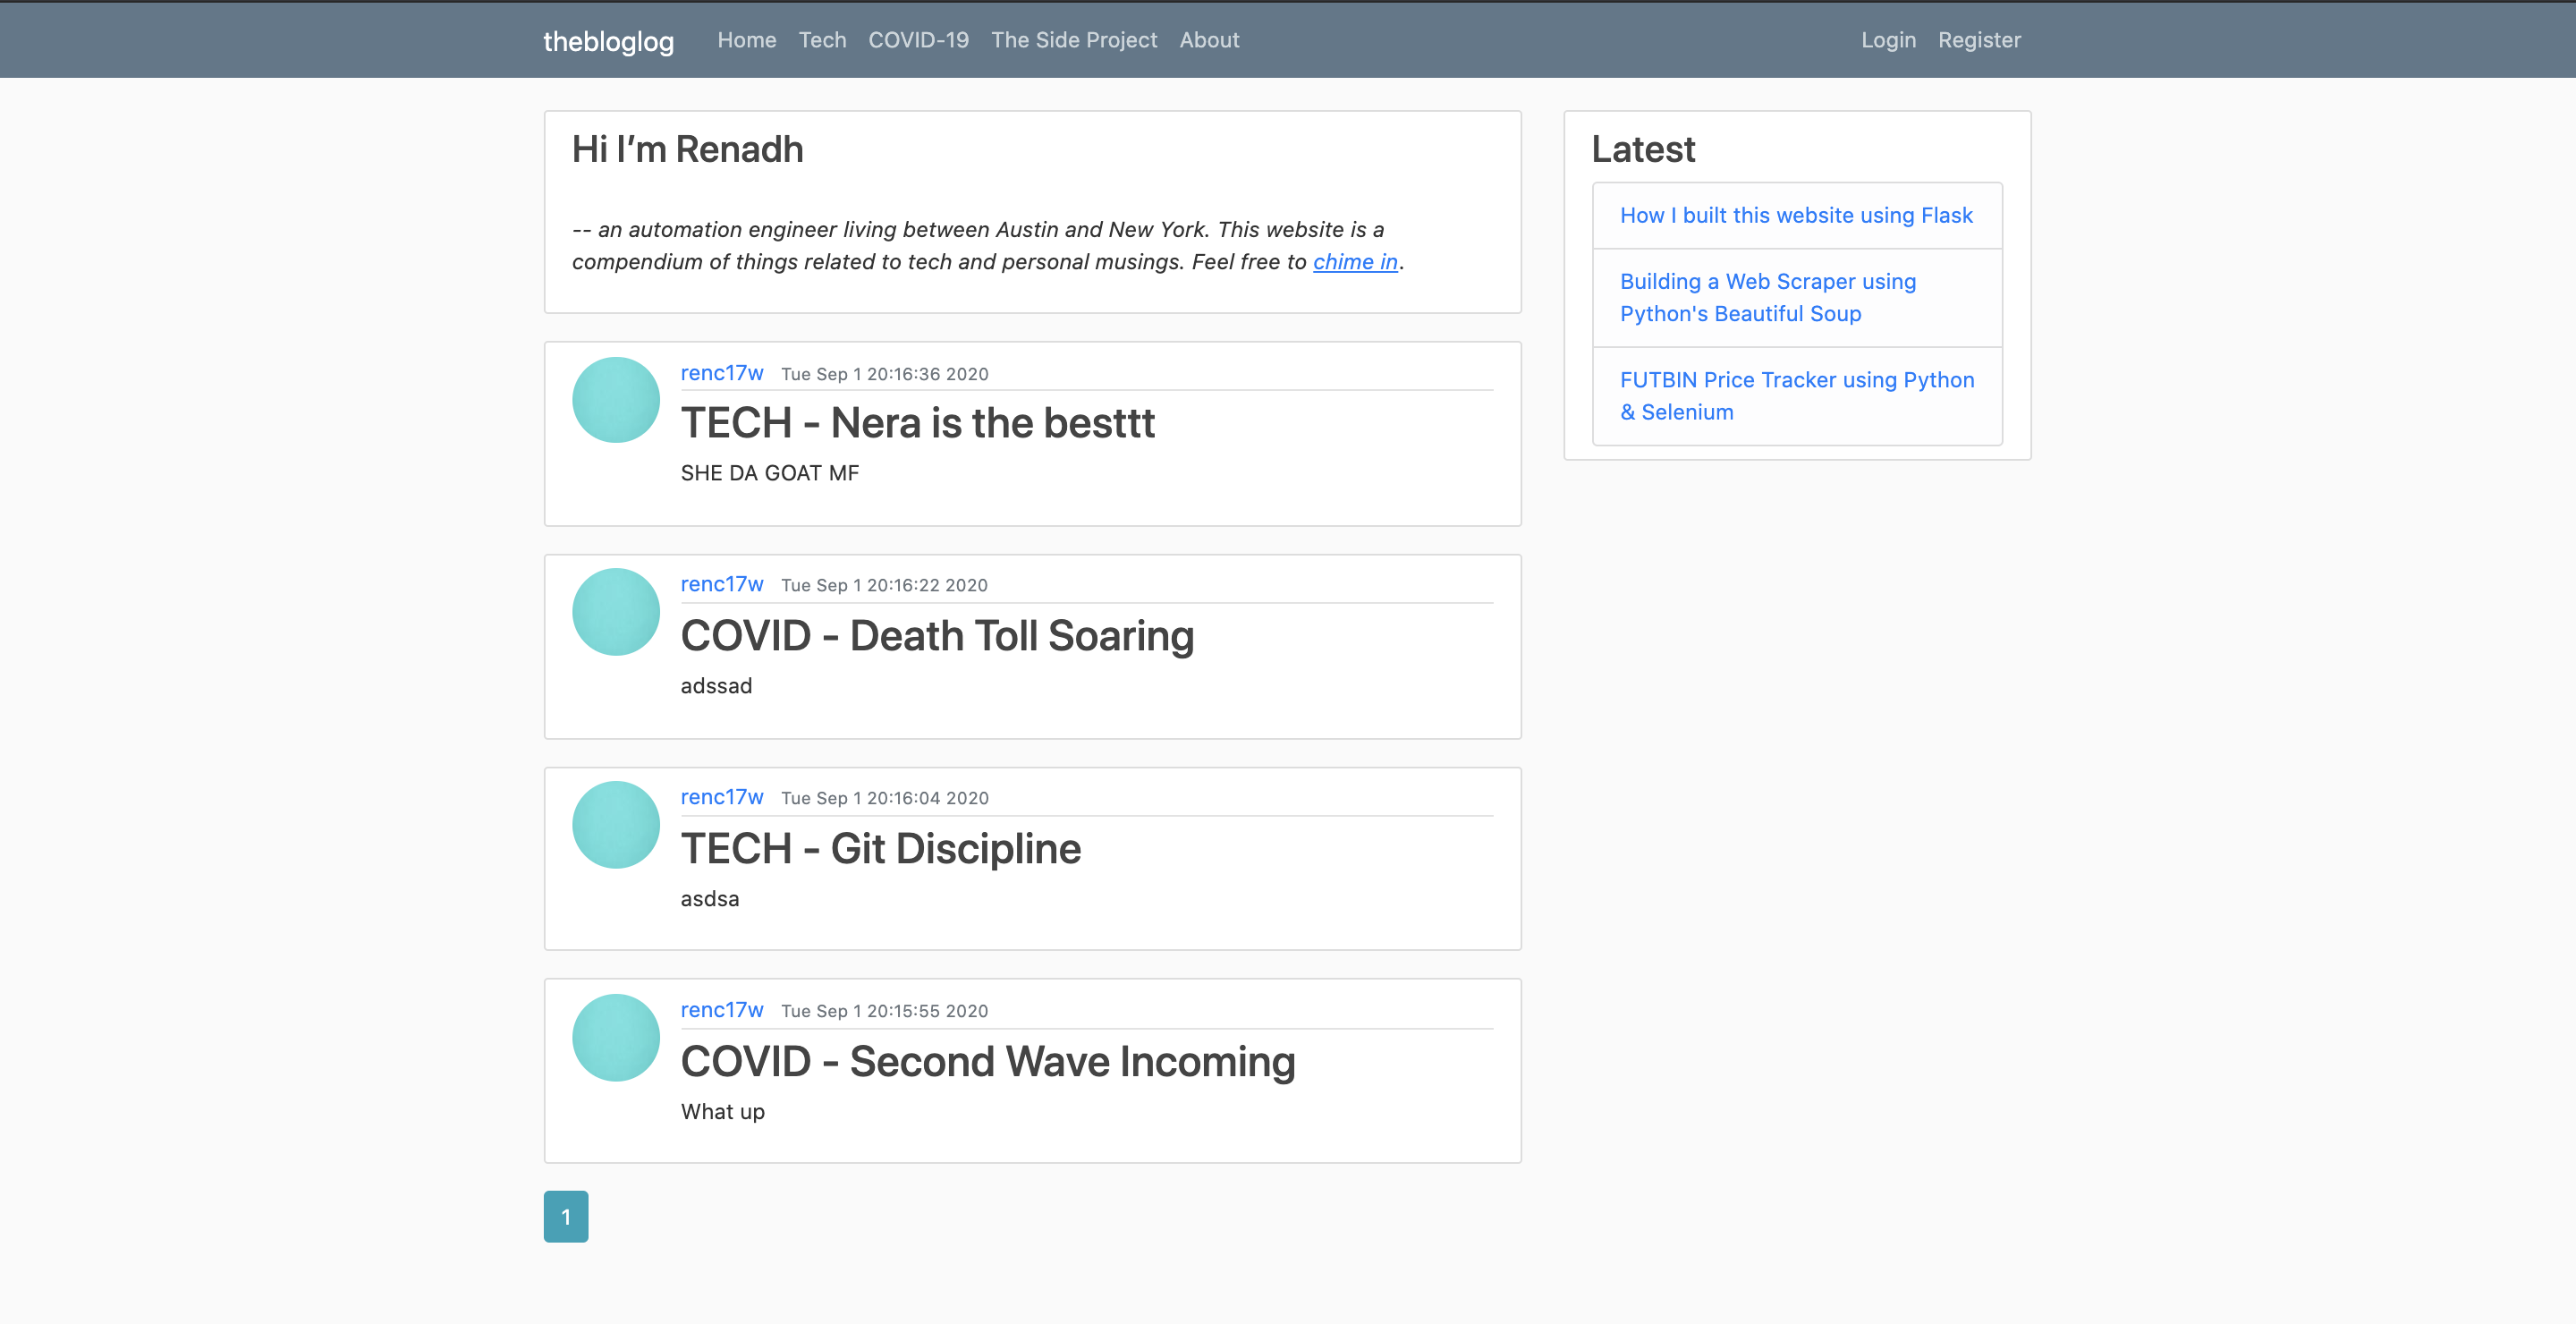 thebloglog Home Tech COVID-19 The Side Project About Login Register
Hi I’m Renadh
-- an automation engineer living between Austin and New York. This website is a
compendium of things related to tech and personal musings. Feel free to chime in.
renc17w Tue Sep 1 20:16:36 2020
TECH - Nera is the besttt
SHE DA GOAT MF
renc17w Tue Sep 1 20:16:22 2020
COVID - Death Toll Soaring
adssad
renc17w Tue Sep 1 20:16:04 2020
TECH - Git Discipline
asdsa
renc17w Tue Sep 1 20:15:55 2020
COVID - Second Wave Incoming
What up
1
Latest
How I built this website using Flask
Building a Web Scraper using
Python's Beautiful Soup
FUTBIN Price Tracker using Python
& Selenium